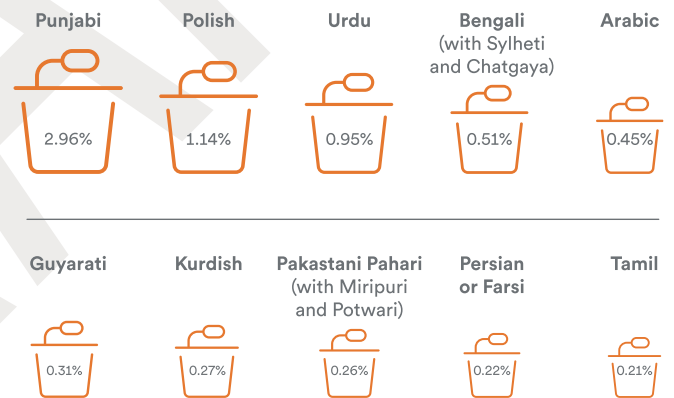 Punjabi
Polish
Urdu
Bengali
(with Sylheti
and Chatgaya)
Arabic
2.96%
1.14%
0.95%
0.51%
0.45%
Guyarati
Kurdish
Pakastani Pahari
(with Miripuri
and Potwari)
Persian
or Farsi
Tamil
0.31%
0.27%
0.26%
0.22%
0.21%